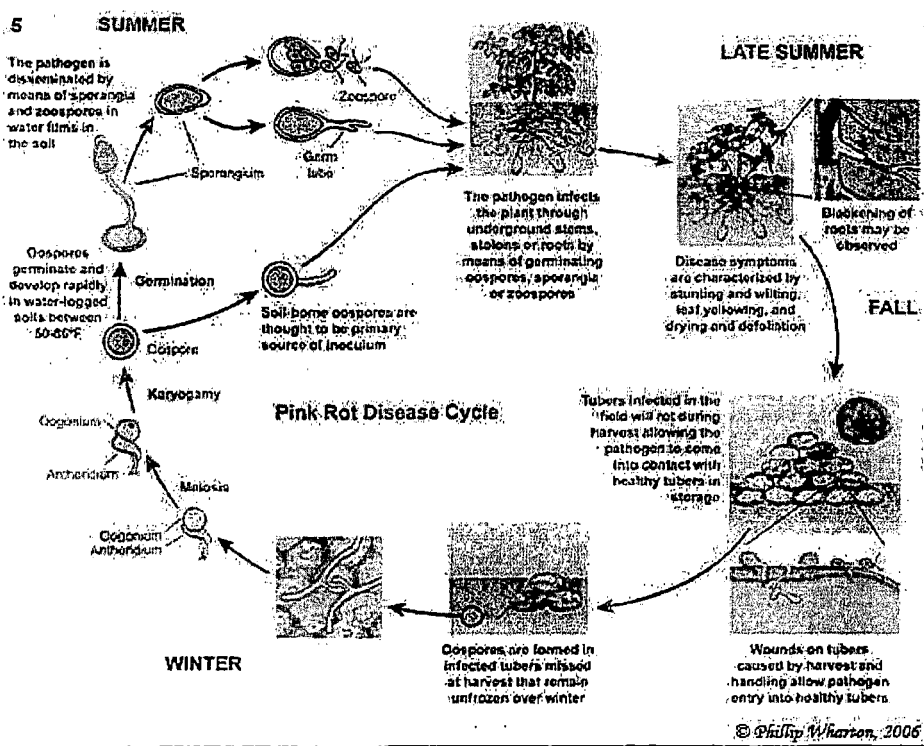 5
SUMMER
The pathogen is
disseminated by
means of sporangia
and zoospores in
water films in
the soil
Zoospore
Sporangium
Germ
tube
LATE SUMMER
The pathogen infects
the plant through
underground stems,
stolons or roots by
means of germinating
oospores, sporangia
or zoospores
Blackening of
roots may be
observed
Disease symptoms
are characterized by
stunting and wilting,
leaf yellowing, and
drying and defoliation
FALL
Oospores
germinate and
develop rapidly
in water-logged
soils between
Germination
Soil-borne oospores are
thought to be primary
source of inoculum
Oospore
Karyogamy
Pink Rot Disease Cycle
Oogonium
Antheridium
Meiosis
Oogonium
Antheridium
Tubers infected in the
field will rot during
harvest allowing the
pathogen to come
into contact with
healthy tubers in
storage
WINTER
Oospores are formed in
infected tubers missed
at harvest that remain
unfrozen over winter
Wounds on tubers
caused by harvest and
handling allow pathogen
entry into healthy tubers
© Phillip Wharton, 2006